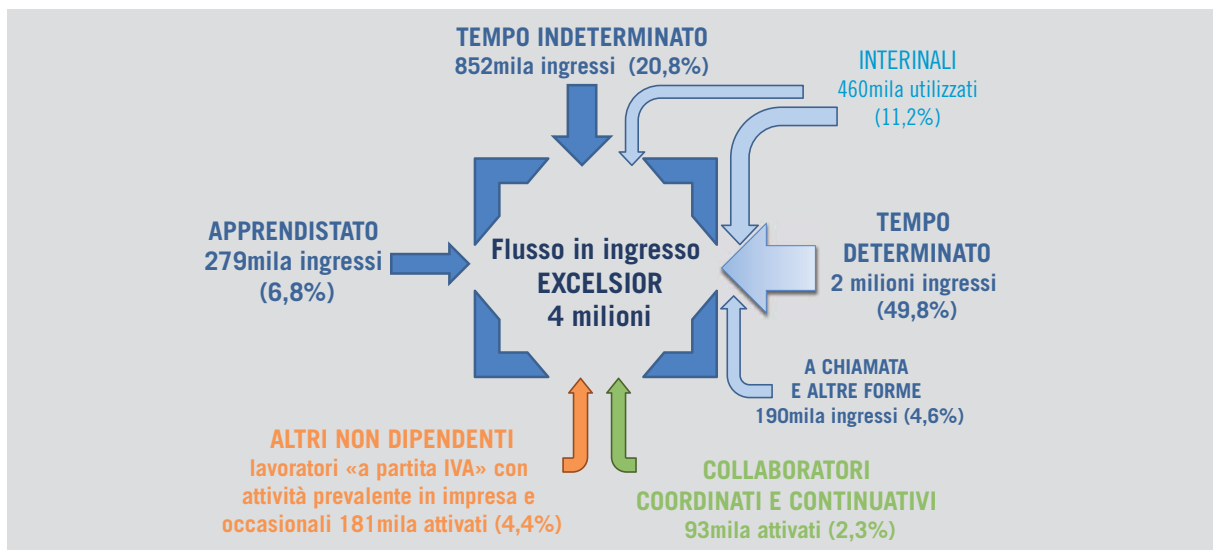 TEMPO INDETERMINATO
852mila ingressi (20,8%)
INTERINALI
460mila utilizzati
(11,2%)
APPRENDISTATO
279mila ingressi
(6,8%)
Flusso in ingresso
EXCELSIOR
4 milioni
TEMPO
DETERMINATO
2 milioni ingressi
(49,8%)
A CHIAMATA
E ALTRE FORME
190mila ingressi (4,6%)
ALTRI NON DIPENDENTI
lavoratori «a partita IVA» con
attività prevalente in impresa e
occasionali 181mila attivati (4,4%)
COLLABORATORI
COORDINATI E CONTINUATIVI
93mila attivati (2,3%)